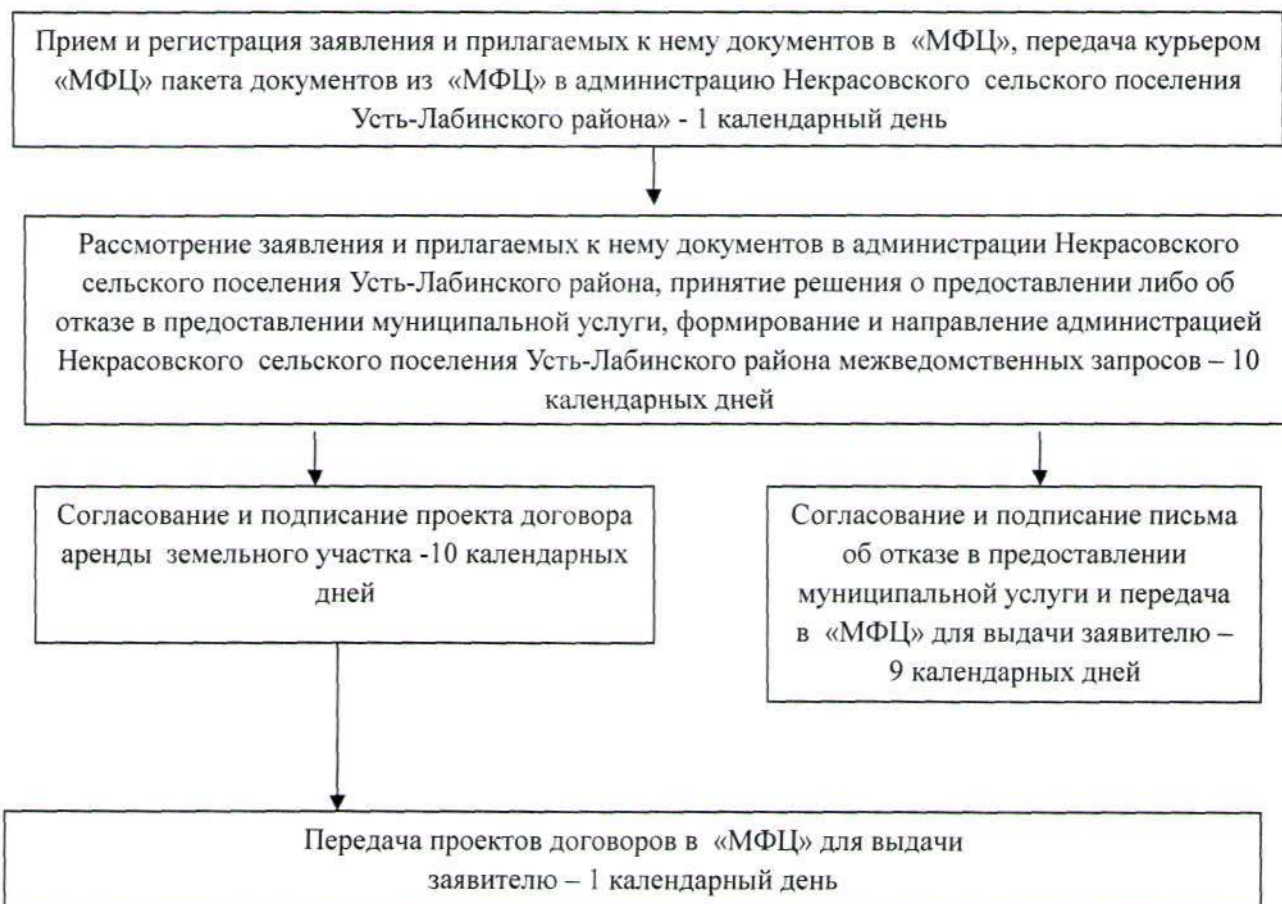 Прием и регистрация заявления и прилагаемых к нему документов в «МФЦ», передача курьером
«МФЦ» пакета документов из «МФЦ» в администрацию Некрасовского сельского поселения
Усть-Лабинского района» - 1 календарный день
Рассмотрение заявления и прилагаемых к нему документов в администрации Некрасовского
сельского поселения Усть-Лабинского района, принятие решения о предоставлении либо об
отказе в предоставлении муниципальной услуги, формирование и направление администрацией
Некрасовского сельского поселения Усть-Лабинского района межведомственных запросов – 10
календарных дней
Согласование и подписание проекта договора
аренды земельного участка -10 календарных
дней
Согласование и подписание письма
об отказе в предоставлении
муниципальной услуги и передача
в «МФЦ» для выдачи заявителю –
9 календарных дней
Передача проектов договоров в «МФЦ» для выдачи
заявителю – 1 календарный день